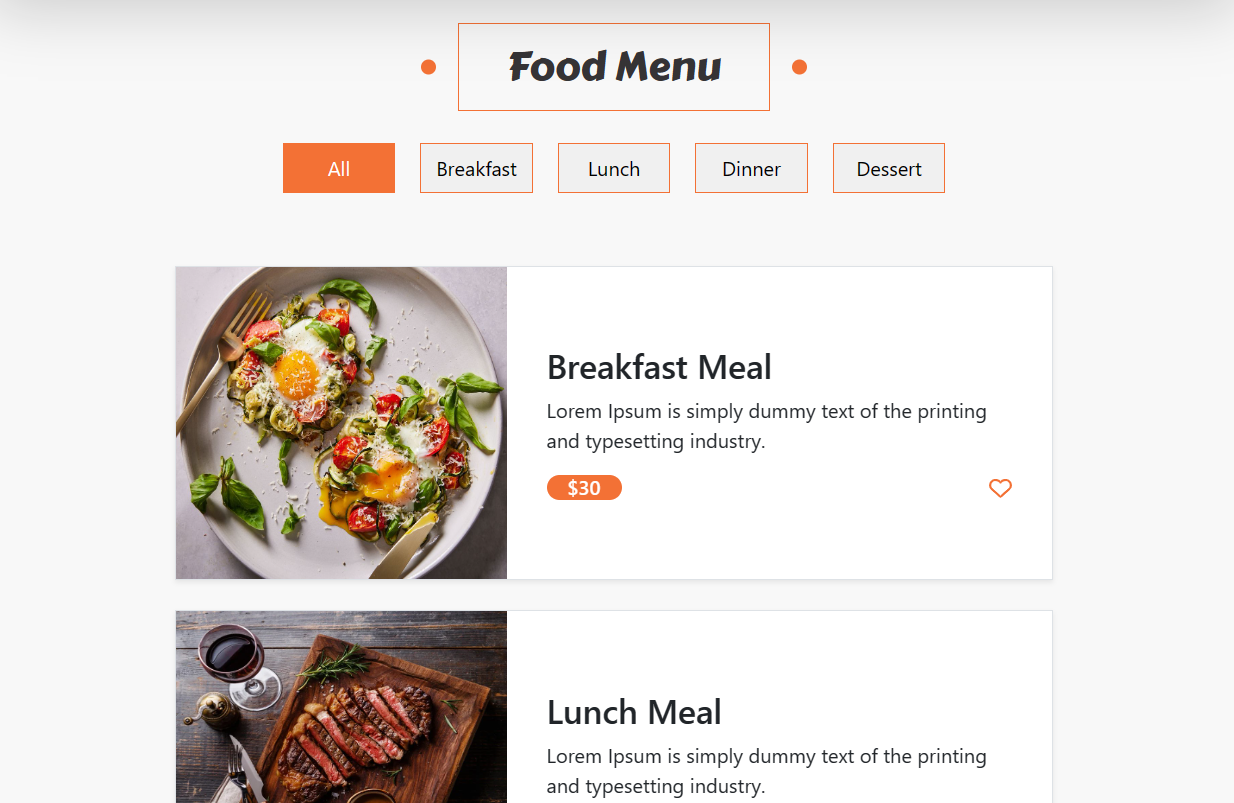 Food Menu
All
Breakfast
Lunch
Dinner
Dessert
Breakfast Meal
Lorem Ipsum is simply dummy text of the printing
and typesetting industry.
$30
Lunch Meal
Lorem Ipsum is simply dummy text of the printing
and typesetting industry.